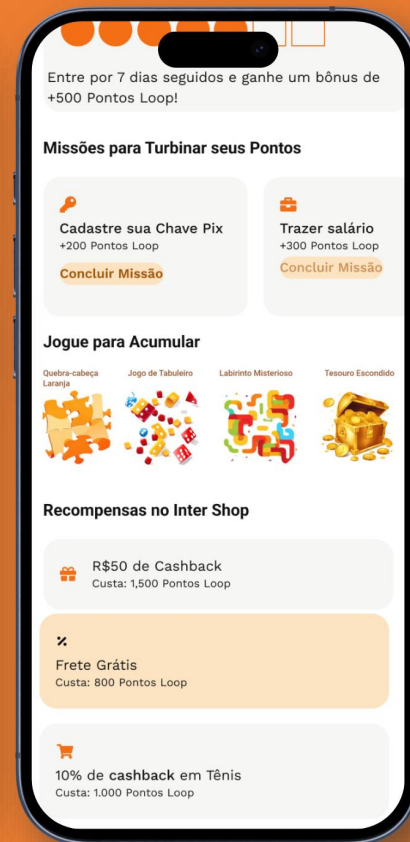 Entre por 7 dias seguidos e ganhe um bônus de
+500 Pontos Loop!
Missões para Turbinar seus Pontos
Cadastre sua Chave Pix
+200 Pontos Loop
Concluir Missão
Trazer salário
+300 Pontos Loop
Concluir Missão
Jogue para Acumular
Quebra-cabeça
Laranja
Jogo de Tabuleiro
Labirinto Misterioso
Tesouro Escondido
Recompensas no Inter Shop
R$50 de Cashback
Custa: 1,500 Pontos Loop
Frete Grátis
Custa: 800 Pontos Loop
10% de cashback em Tênis
Custa: 1.000 Pontos Loop